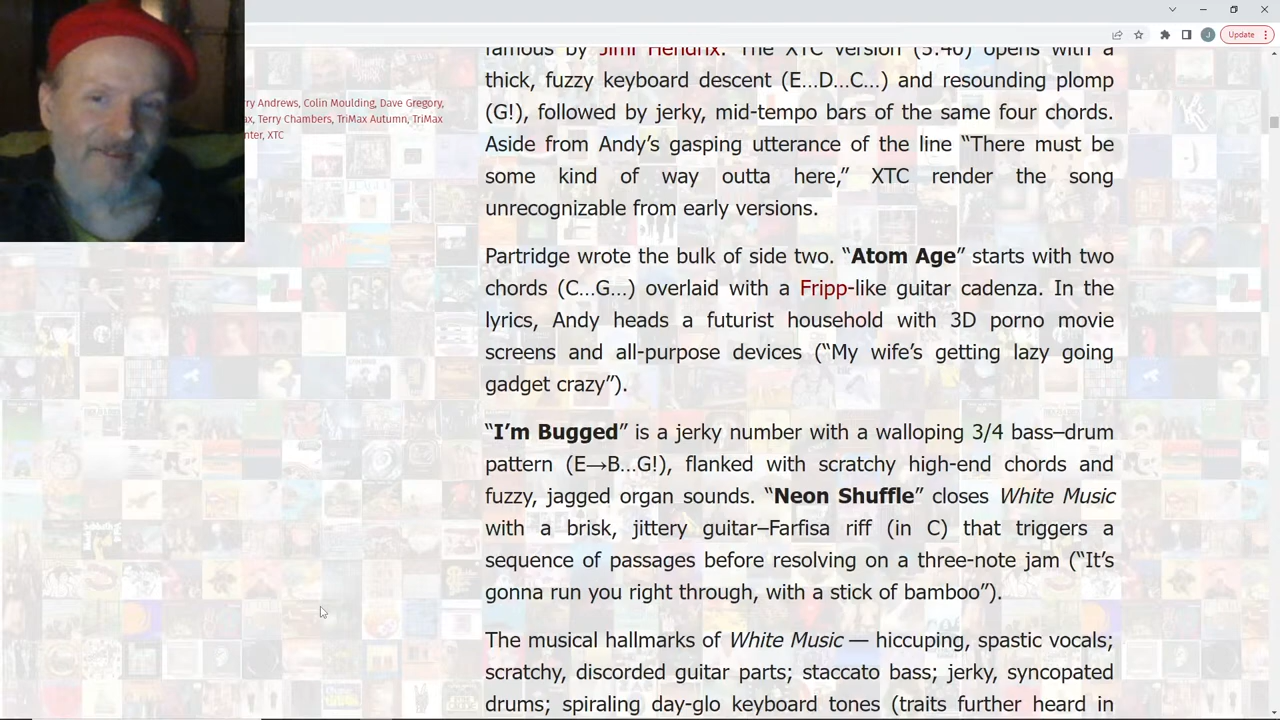 Update
famous by Jimi Hendrix. The XTC version (5:40) opens with a
thick, fuzzy keyboard descent (E…D…C…) and resounding plomp
(G!), followed by jerky, mid-tempo bars of the same four chords.
Aside from Andy’s gasping utterance of the line “There must be
some kind of way outta here,” XTC render the song
unrecognizable from early versions.
Andrews, Colin Moulding, Dave Gregory,
Terry Chambers, TriMax Autumn, TriMax
XTC
Partridge wrote the bulk of side two. “Atom Age” starts with two
chords (C…G…) overlaid with a Fripp-like guitar cadenza. In the
lyrics, Andy heads a futurist household with 3D porno movie
screens and all-purpose devices (“My wife’s getting lazy going
gadget crazy”).
“I’m Bugged” is a jerky number with a walloping 3/4 bass–drum
pattern (E→B…G!), flanked with scratchy high-end chords and
fuzzy, jagged organ sounds. “Neon Shuffle” closes White Music
with a brisk, jittery guitar–Farfisa riff (in C) that triggers a
sequence of passages before resolving on a three-note jam (“It’s
gonna run you right through, with a stick of bamboo”).
The musical hallmarks of White Music — hiccuping, spastic vocals;
scratchy, discorded guitar parts; staccato bass; jerky, syncopated
drums; spiraling day-glo keyboard tones (traits further heard in